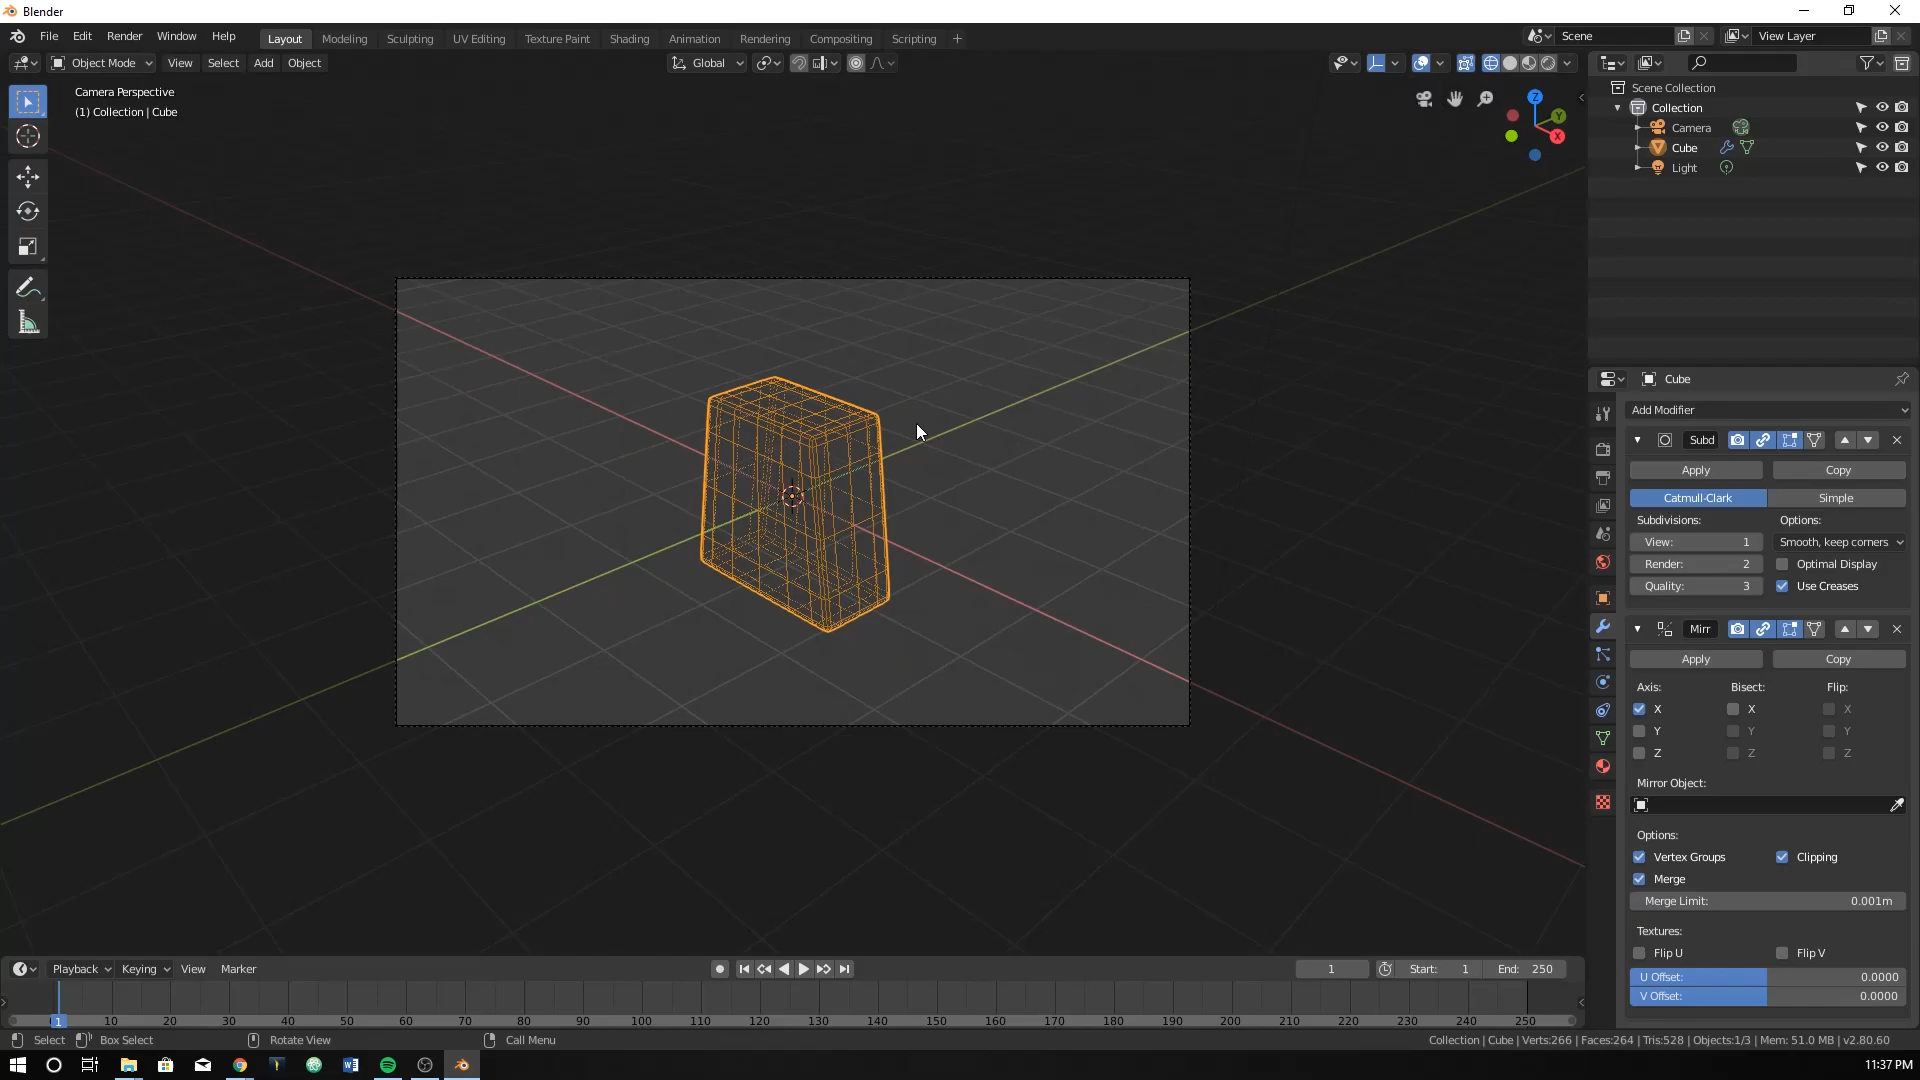 Blender
File Edit Render Window Help
Layout Modeling Sculpting UV Editing Texture Paint Shading Animation Rendering Compositing Scripting +
Scene
View Layer
Object Mode View Select Add Object
Global
Camera Perspective
(1) Collection | Cube
Z
Y
X
Scene Collection
Collection
Camera
Cube
Light
Cube
Add Modifier
Subd
Apply Copy
Catmull-Clark Simple
Subdivisions: Options:
View: 1 Smooth, keep corners
Render: 2 Optimal Display
Quality: 3 Use Creases
Mirr
Apply Copy
Axis: Bisect: Flip:
X X X
Y Y Y
Z Z Z
Mirror Object:
Options:
Vertex Groups Clipping
Merge
Merge Limit: 0.001m
Textures:
Flip U Flip V
U Offset: 0.0000
V Offset: 0.0000
Playback Keying View Marker
1 Start: 1 End: 250
1 10 20 30 40 50 60 70 80 90 100 110 120 130 140 150 160 170 180 190 200 210 220 230 240 250
Select Box Select Rotate View Call Menu
Collection | Cube | Verts:266 | Faces:264 | Tris:528 | Objects:1/3 | Mem: 51.0 MB | v2.80.60
11:37 PM